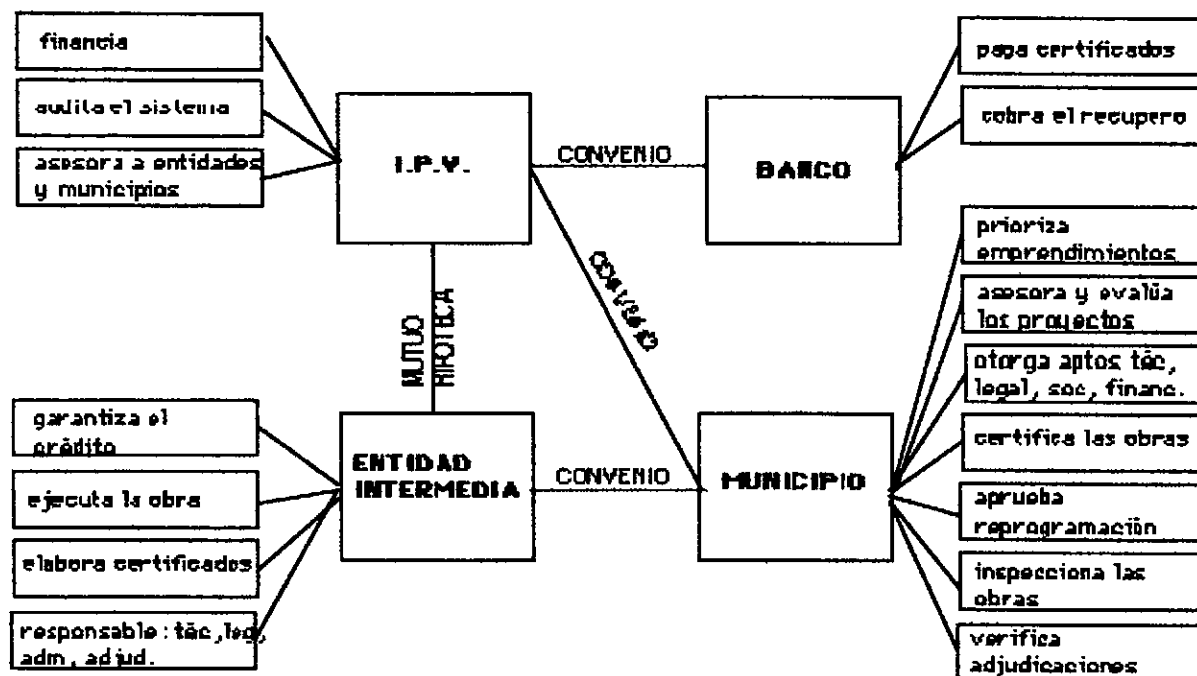 financia
audita el sistema
asesora a entidades
y municipios
I.P.V.
CONVENIO
BANCO
paga certificados
cobra el recupero
MUTUO
HIPOTECA
CONVENIO
prioriza
emprendimientos
asesora y evalúa
los proyectos
otorga aptos téc,
legal, soc, financ.
certifica las obras
aprueba
reprogramación
inspecciona las
obras
verifica
adjudicaciones
garantiza el
crédito
ejecuta la obra
elabora certificados
responsable: téc,leg,
adm, adjud.
ENTIDAD
INTERMEDIA
CONVENIO
MUNICIPIO